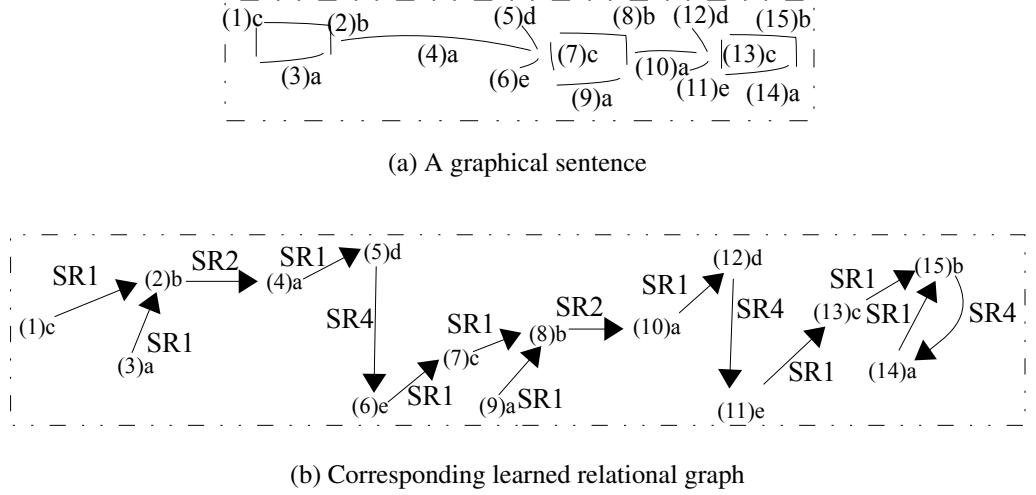 (1)c (2)b (5)d (8)b (12)d (15)b
(4)a (7)c (13)c
(3)a (6)e (10)a (11)e
(9)a (14)a
(a) A graphical sentence
SR1 SR2 SR1 (5)d (12)d SR1 (15)b
(2)b (4)a SR1
(1)c SR4 SR1 SR2 (10)a SR4 (13)c SR1 SR4
SR1 (7)c (8)b
(3)a SR1 SR1 (14)a
(6)e (9)a SR1 (11)e
(b) Corresponding learned relational graph